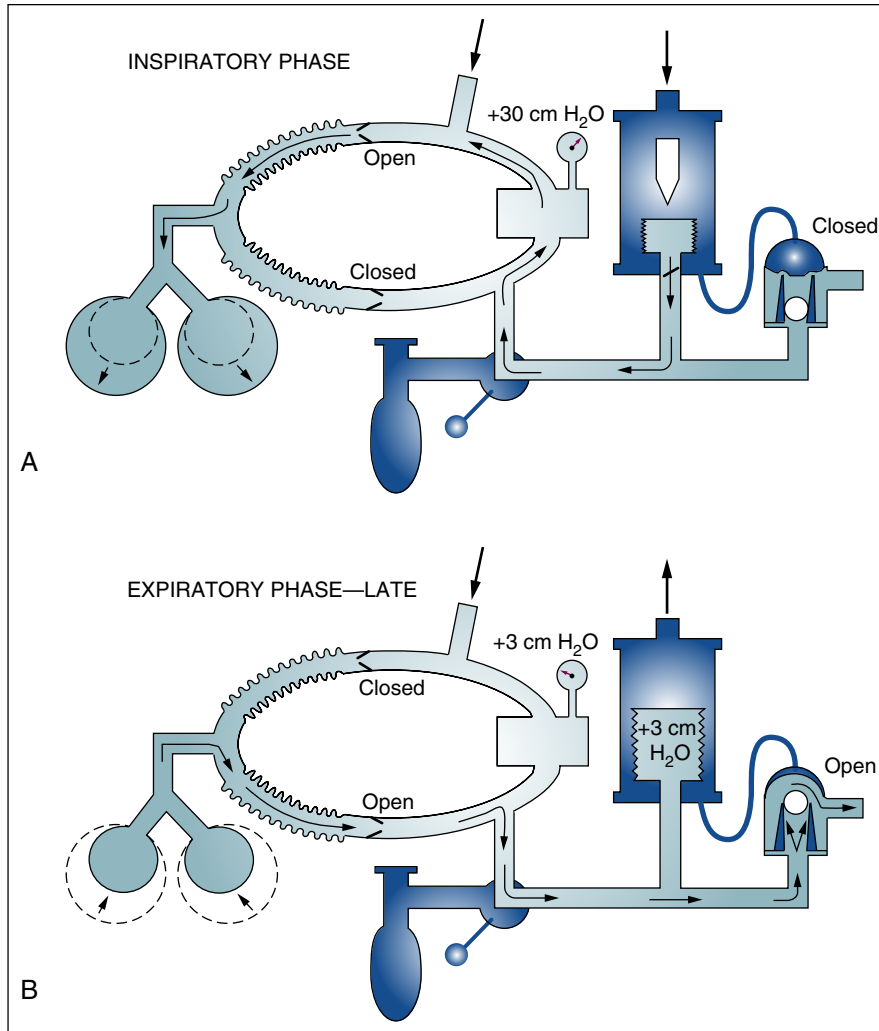 INSPIRATORY PHASE
+30 cm H₂O
Open
Closed
Closed
A
EXPIRATORY PHASE—LATE
+3 cm H₂O
Closed
+3 cm
H₂O
Open
Open
B